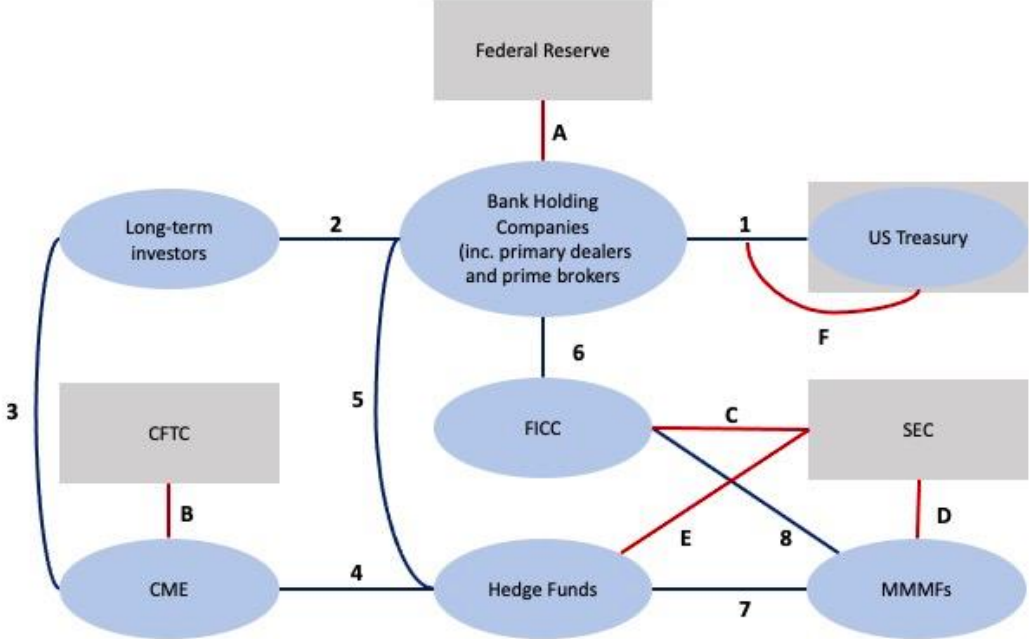 Federal Reserve
A
Bank Holding
Companies
(inc. primary dealers
and prime brokers
Long-term
investors
2
1
US Treasury
F
6
3
5
CFTC
FICC
C
SEC
B
E
8
D
CME
4
Hedge Funds
7
MMMFs